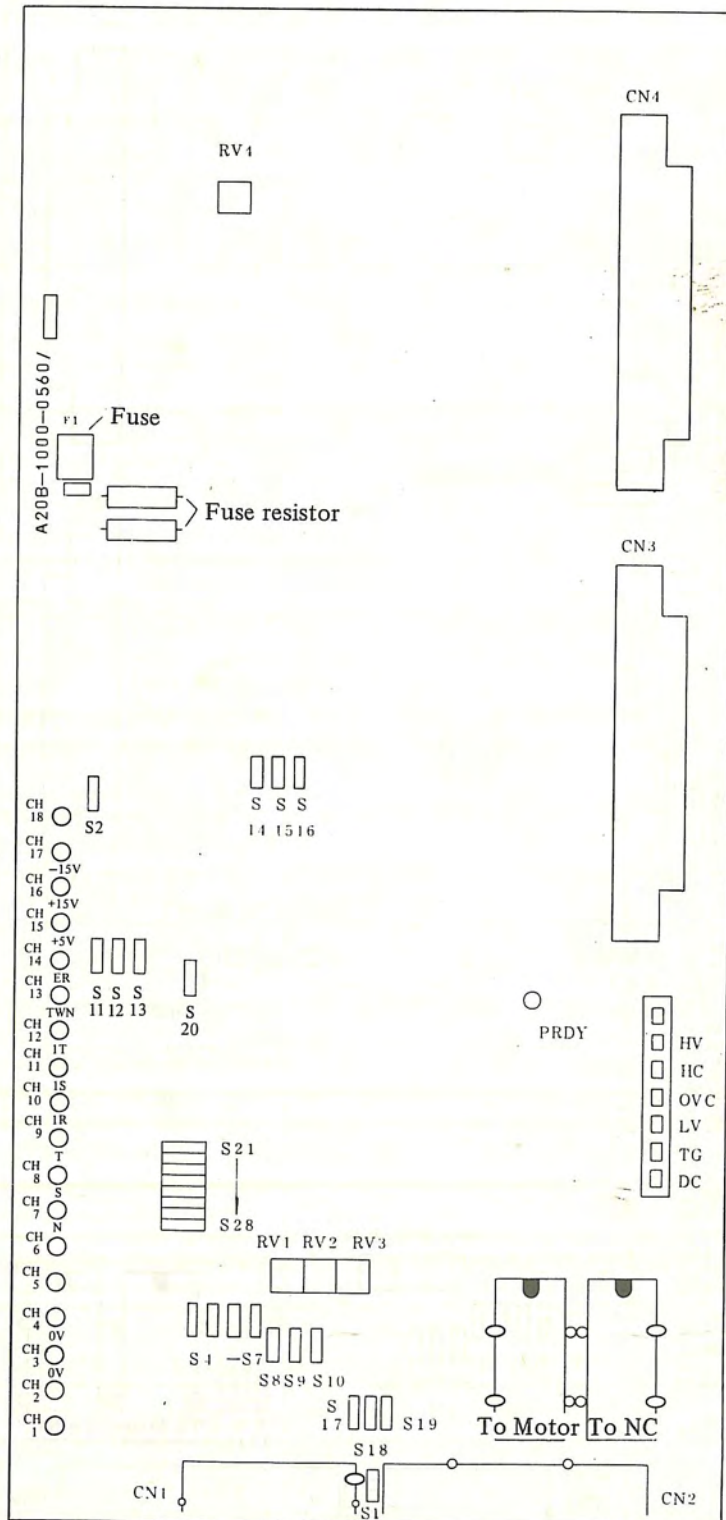 CN4
RV4
A20B-1000-0560/
F1
Fuse
Fuse resistor
CN3
CH
18
S2
S S S
14 15 16
CH
17
-15V
CH
16
+15V
CH
15
+5V
CH
14
ER
CH
13
S S S
11 12 13
S
20
TWN
CH
12
PRDY
1T
CH
11
1S
CH
10
1R
CH
9
T
CH
8
S
CH
7
N
CH
6
CH
5
CH
4
0V
CH
3
0V
CH
2
CH
1
HV
HC
OVC
LV
TG
DC
S21
S28
RV1 RV2 RV3
S4 —S7
S8 S9 S10
S
17
S19
S18
To Motor To NC
CN1
S1
CN2